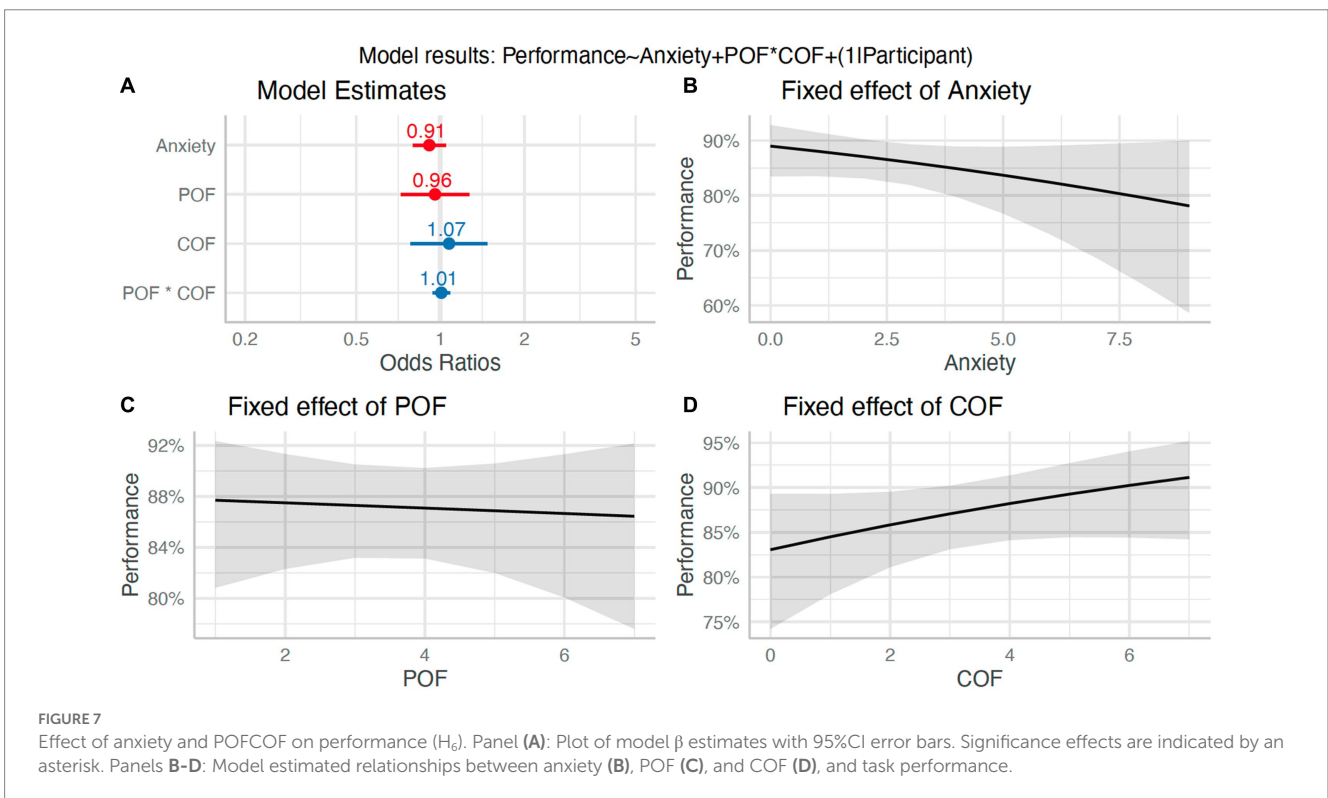 Model results: Performance~Anxiety+POF*COF+(1|Participant)
A
Model Estimates
Anxiety
0.91
POF
0.96
COF
1.07
POF * COF
1.01
0.2 0.5 1 2 5
Odds Ratios
B
Fixed effect of Anxiety
Performance
90%
80%
70%
60%
0.0 2.5 5.0 7.5
Anxiety
C
Fixed effect of POF
Performance
92%
88%
84%
80%
2 4 6
POF
D
Fixed effect of COF
Performance
95%
90%
85%
80%
75%
0 2 4 6
COF
FIGURE 7
Effect of anxiety and POFCOF on performance (H₆). Panel (A): Plot of model β estimates with 95%CI error bars. Significance effects are indicated by an
asterisk. Panels B-D: Model estimated relationships between anxiety (B), POF (C), and COF (D), and task performance.